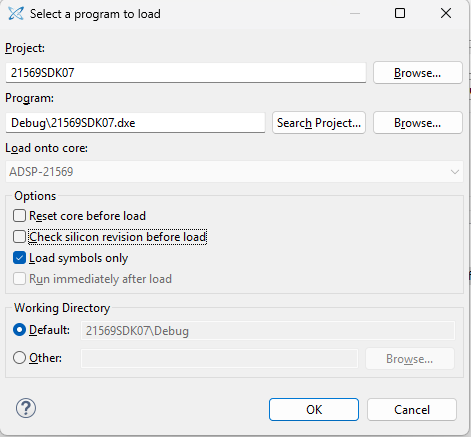 Select a program to load
Project:
21569SDK07
Browse...
Program:
Debug\21569SDK07.dxe
Search Project...
Browse...
Load onto core:
ADSP-21569
Options
Reset core before load
Check silicon revision before load
Load symbols only
Run immediately after load
Working Directory
Default:
21569SDK07\Debug
Other:
Browse...
?
OK
Cancel